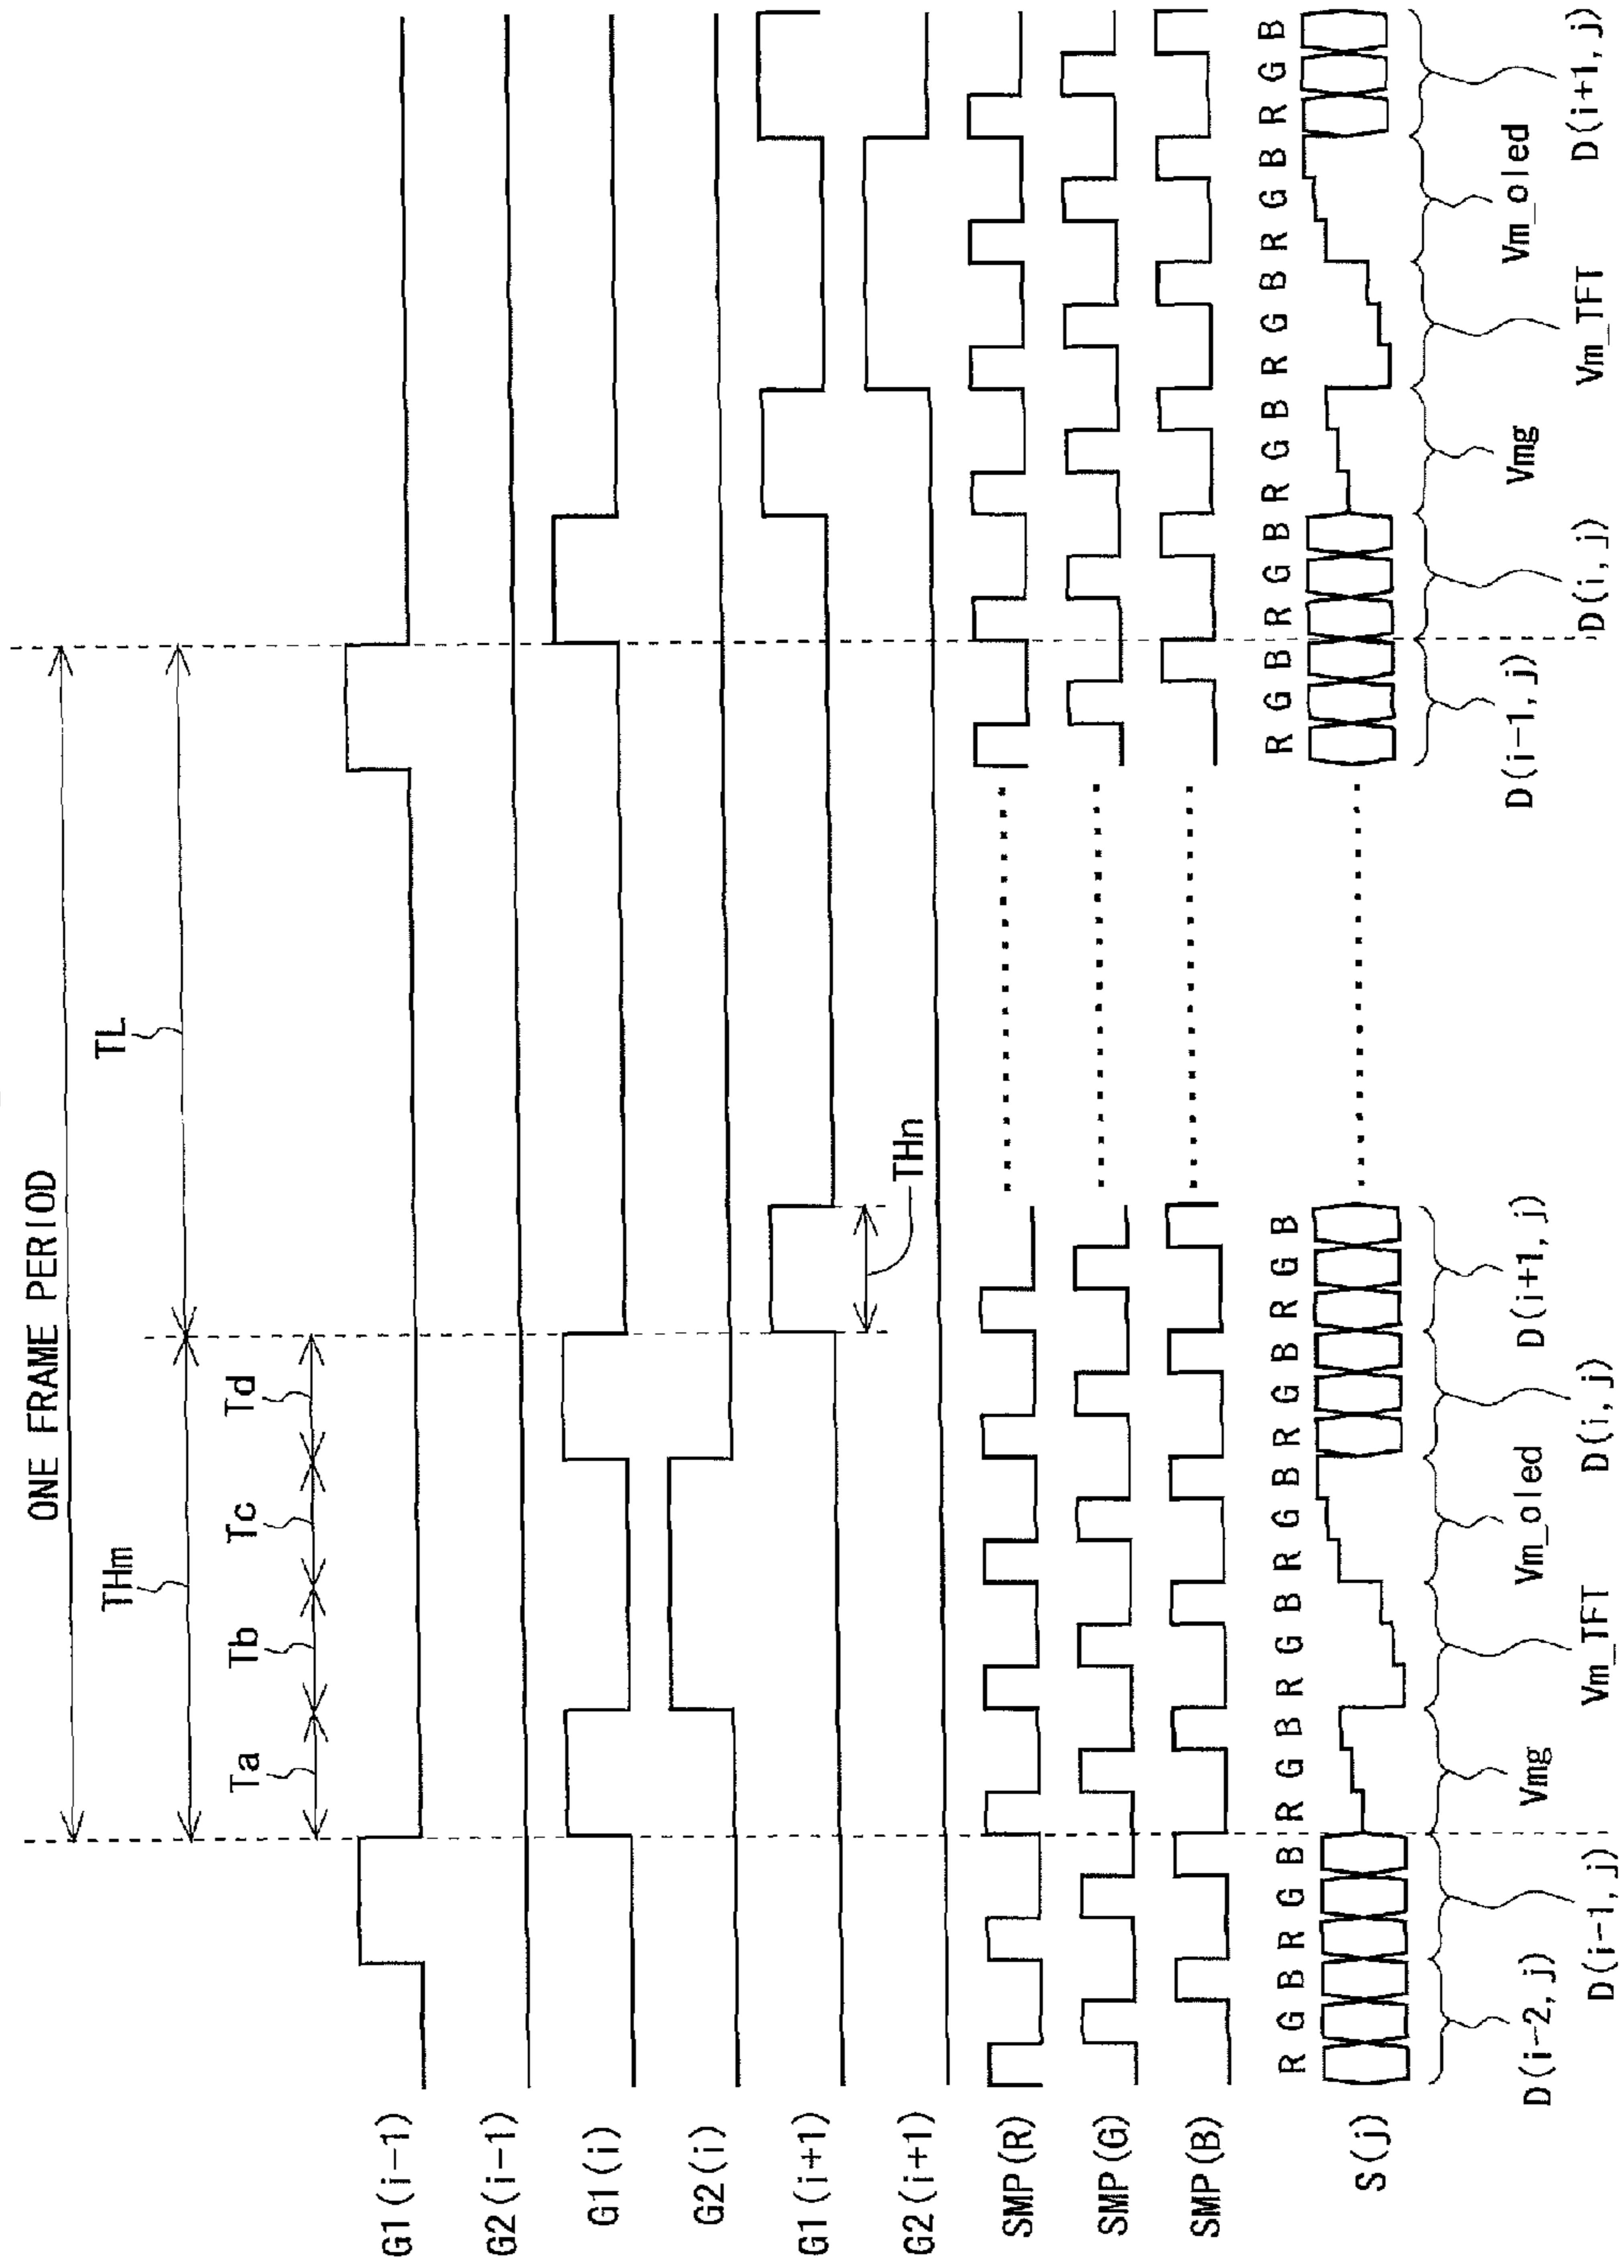 ONE FRAME PERIOD
THm
TL
Ta
Tb
Tc
Td
G1(i-1)
G2(i-1)
G1(i)
G2(i)
G1(i+1)
THn
G2(i+1)
SMP(R)
SMP(G)
SMP(B)
R G B R G B R G B R G B R G B R G B R G B R G B R G B R G B R G B R G B R G B
S(j)
D(i-2,j)
D(i-1,j)
Vmg
Vm_TFT
Vm_oled
D(i,j)
D(i+1,j)
D(i-1,j)
D(i,j)
Vmg
Vm_TFT
Vm_oled
D(i+1,j)